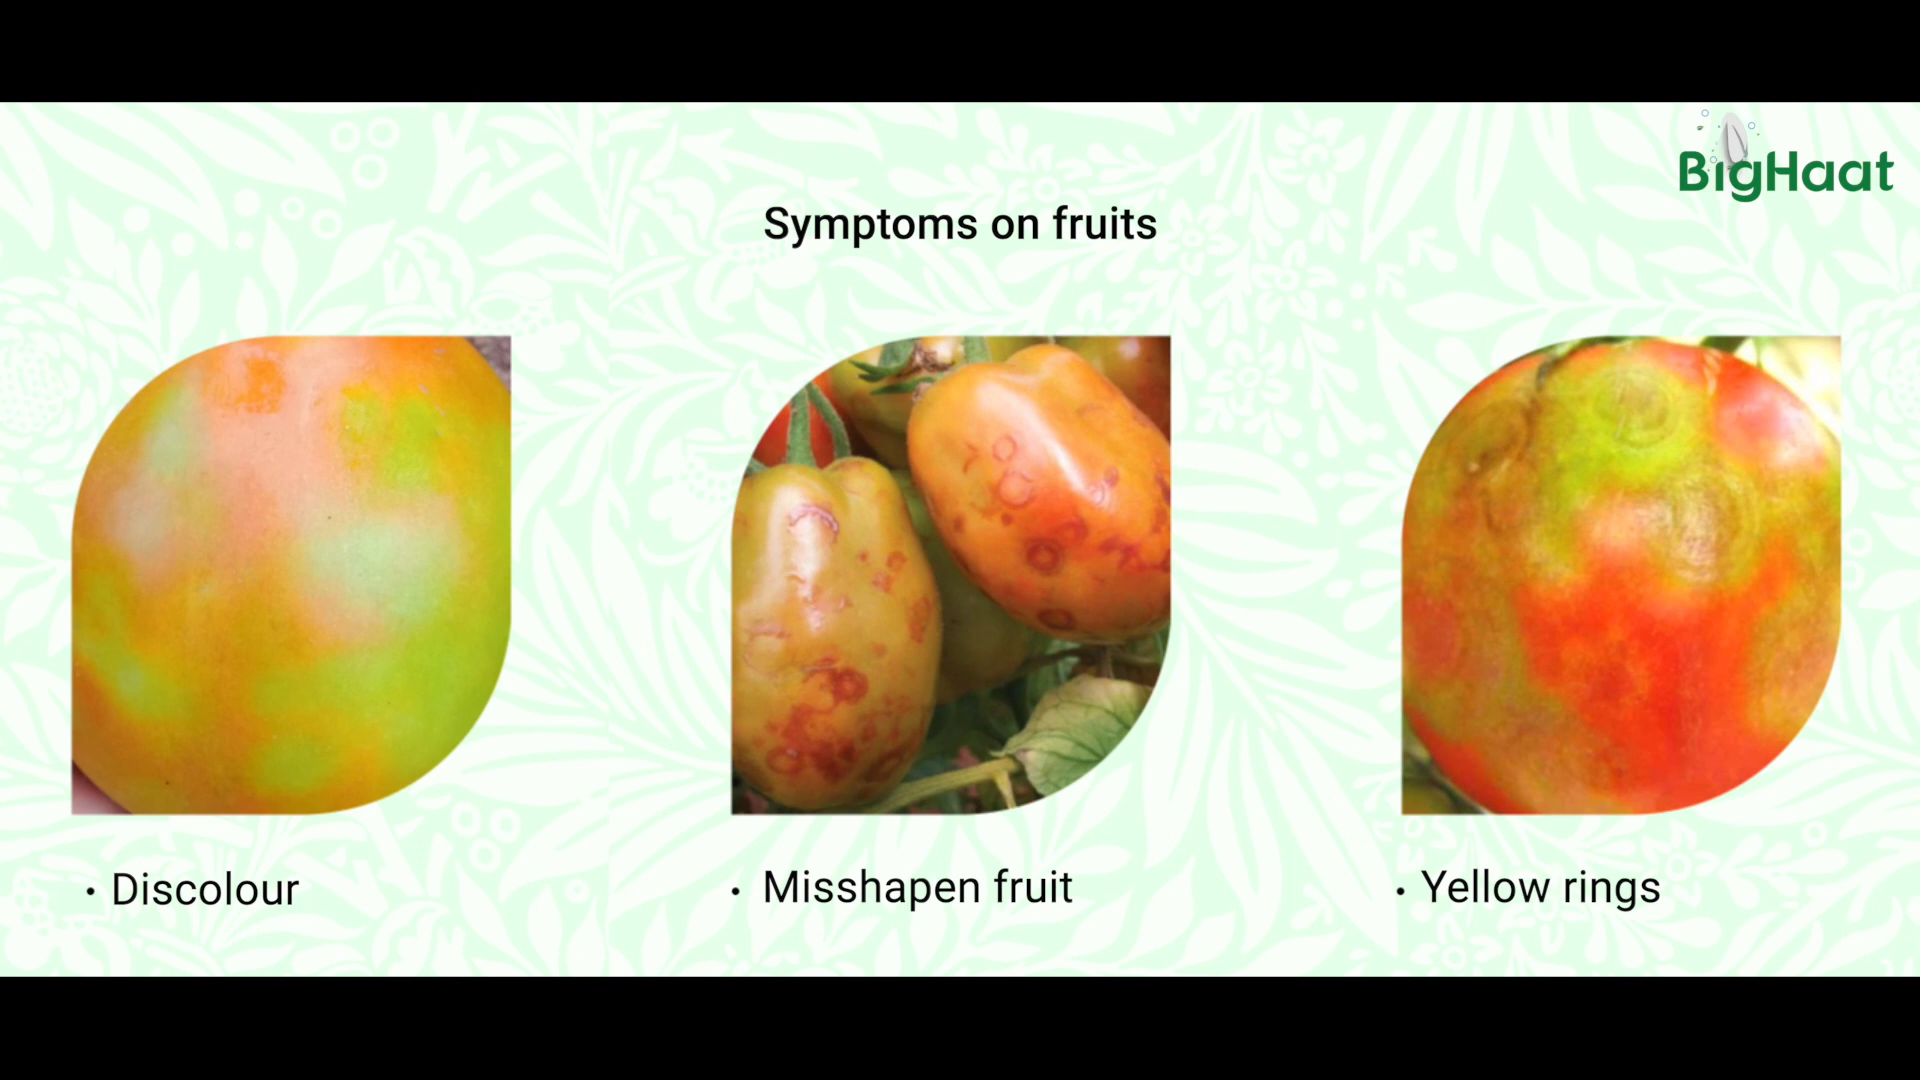 BigHaat
Symptoms on fruits
• Discolour
• Misshapen fruit
• Yellow rings